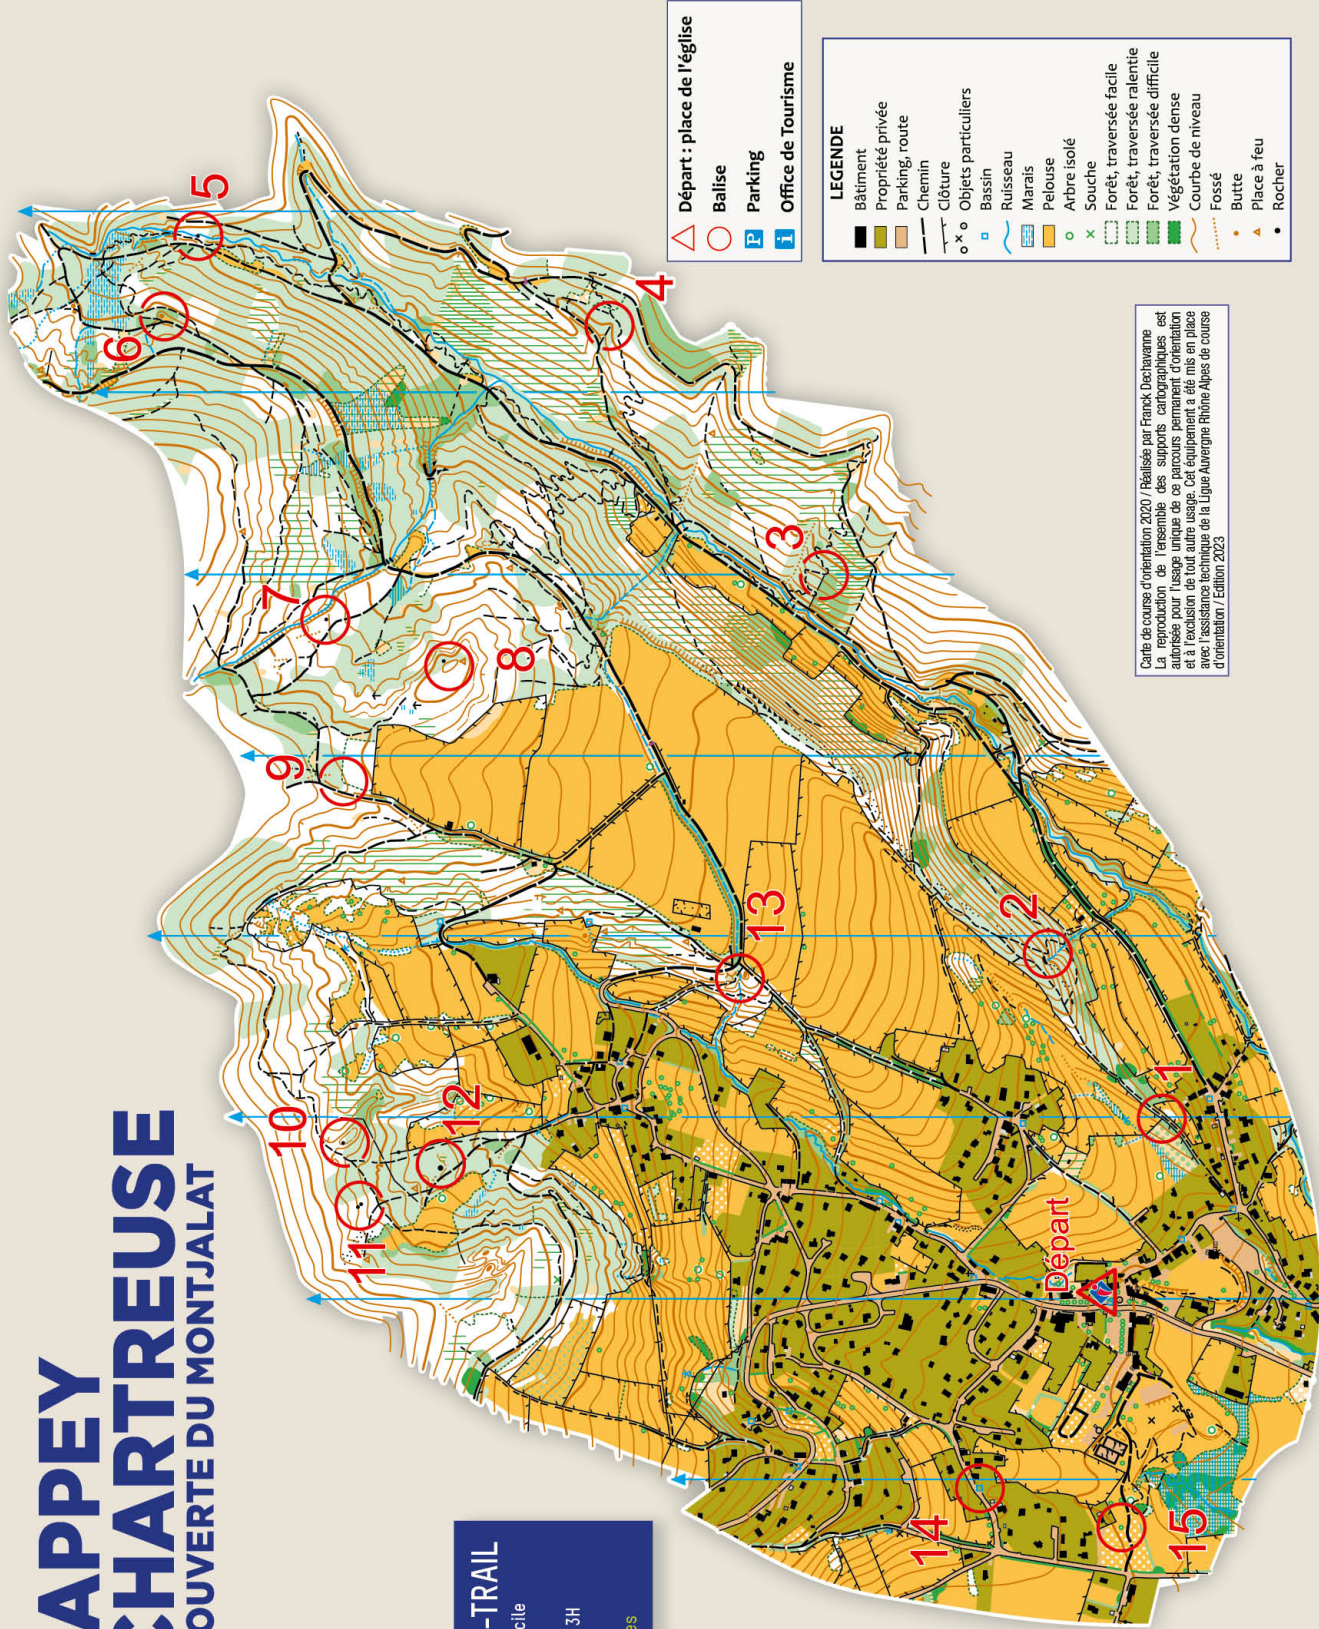 APPEY
CHARTREUSE
OUVERTE DU MONTJALAT
-TRAIL
cile
3H
es
Départ : place de l'église
Balise
P Parking
i Office de Tourisme
LEGENDE
Bâtiment
Propriété privée
Parking, route
Chemin
Clôture
Objets particuliers
Bassin
Ruisseau
Marais
Pelouse
Arbre isolé
Souche
Forêt, traversée facile
Forêt, traversée ralentie
Forêt, traversée difficile
Végétation dense
Courbe de niveau
Fossé
Butte
Place à feu
Rocher
Carte de course d'orientation 2020 / Réalisée par Franck Dechavanne
La reproduction de l'ensemble des supports cartographiques est
autorisée pour l'usage unique de ce parcours permanent d'orientation
et à l'exclusion de tout autre usage. Cet équipement a été mis en place
avec l'assistance technique de la Ligue Auvergne Rhône Alpes de course
d'orientation / Edition 2023
Départ
1
2
3
4
5
6
7
8
9
10
11
12
13
14
15